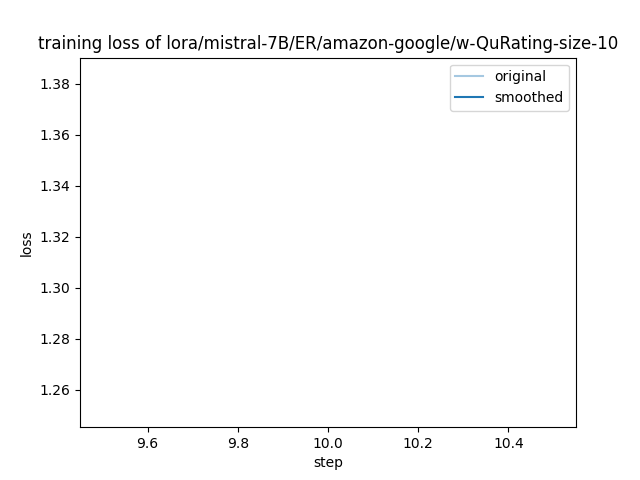 training loss of lora/mistral-7B/ER/amazon-google/w-QuRating-size-10
original
smoothed
1.38
1.36
1.34
1.32
1.30
1.28
1.26
loss
9.6 9.8 10.0 10.2 10.4
step